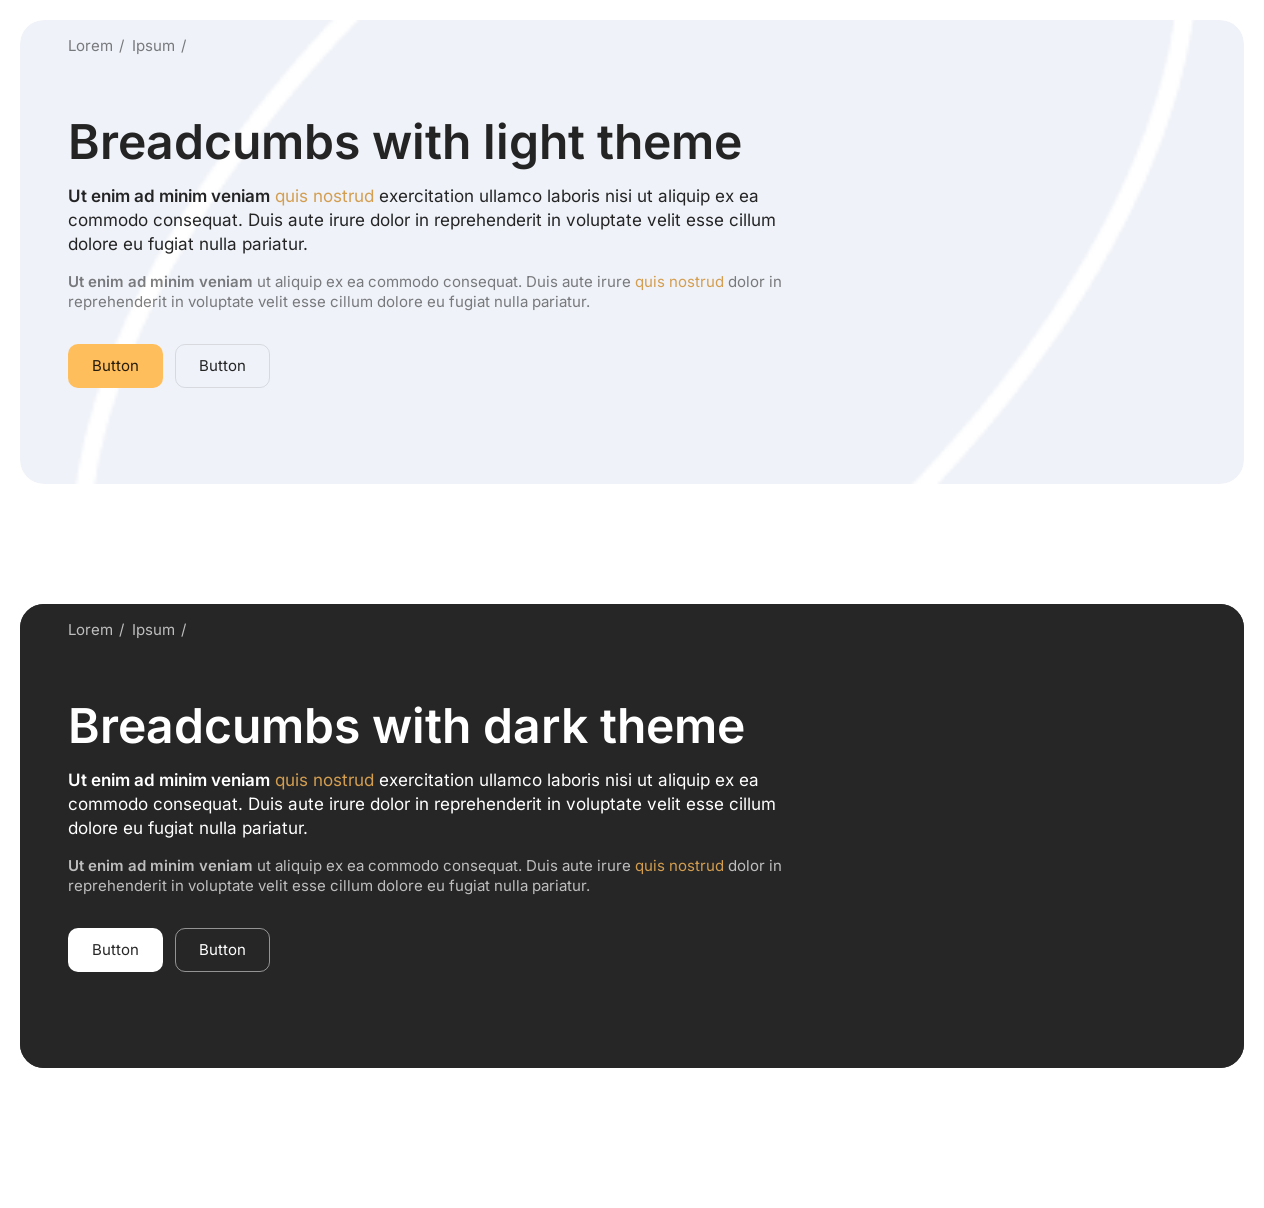 Lorem / Ipsum /
Breadcumbs with light theme
Ut enim ad minim veniam quis nostrud exercitation ullamco laboris nisi ut aliquip ex ea
commodo consequat. Duis aute irure dolor in reprehenderit in voluptate velit esse cillum
dolore eu fugiat nulla pariatur.
Ut enim ad minim veniam ut aliquip ex ea commodo consequat. Duis aute irure quis nostrud dolor in
reprehenderit in voluptate velit esse cillum dolore eu fugiat nulla pariatur.
Button Button
Lorem / Ipsum /
Breadcumbs with dark theme
Ut enim ad minim veniam quis nostrud exercitation ullamco laboris nisi ut aliquip ex ea
commodo consequat. Duis aute irure dolor in reprehenderit in voluptate velit esse cillum
dolore eu fugiat nulla pariatur.
Ut enim ad minim veniam ut aliquip ex ea commodo consequat. Duis aute irure quis nostrud dolor in
reprehenderit in voluptate velit esse cillum dolore eu fugiat nulla pariatur.
Button Button